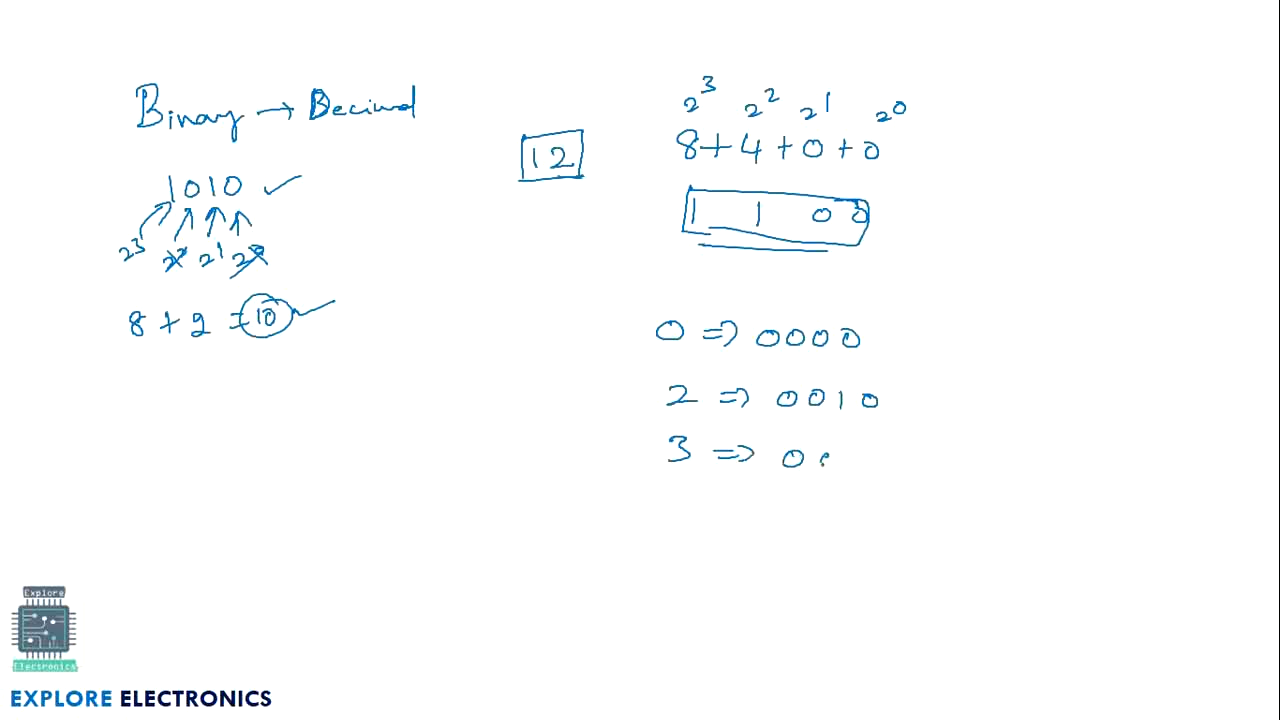 Binary → Decimal
1010 ✓
2³ 2² 2¹ 2⁰
8 + 2 = 10 ✓
12
2³ 2² 2¹ 2⁰
8 + 4 + 0 + 0
1 1 0 0
0 => 0000
2 => 0010
3 => 0
Explore
Electronics
EXPLORE ELECTRONICS